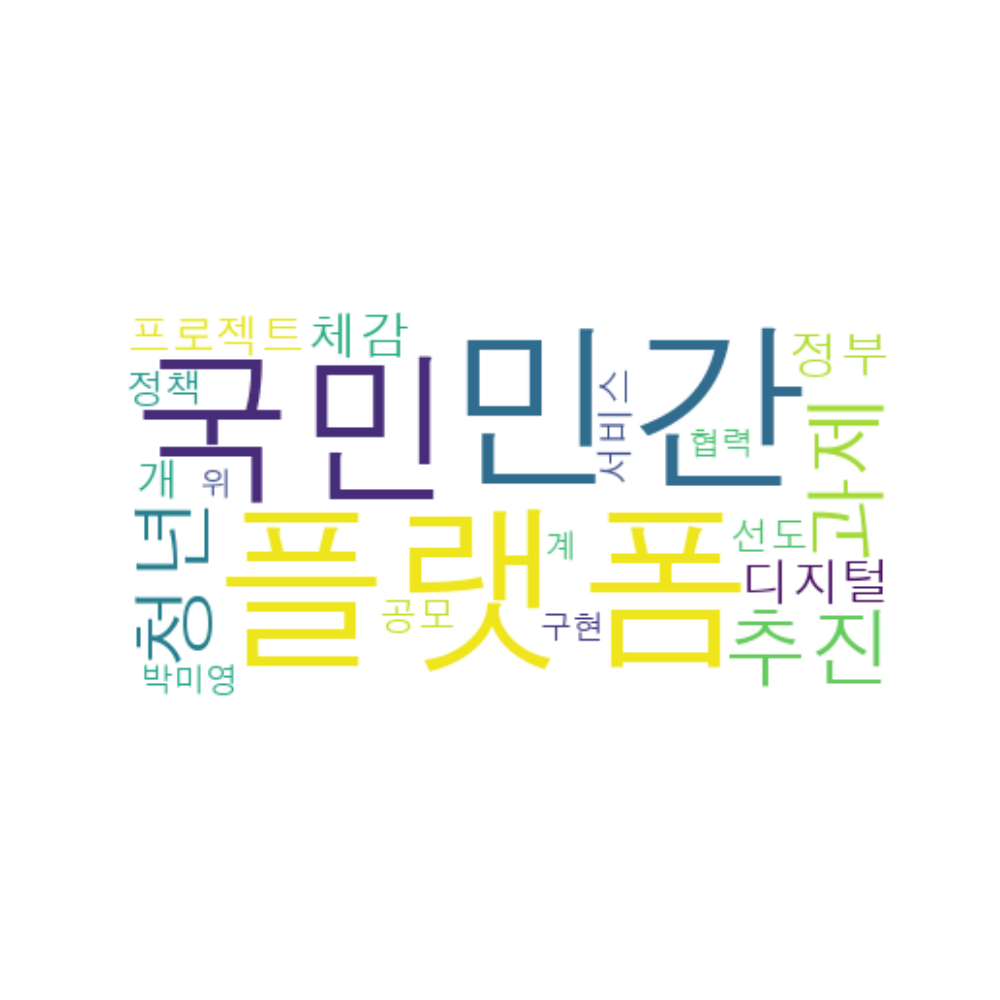 프로젝트
체감
정책
국민
민간
정부
서비스
협력
과제
개
위
청년
플랫폼
계
선도
디지털
공모
구현
추진
박미영